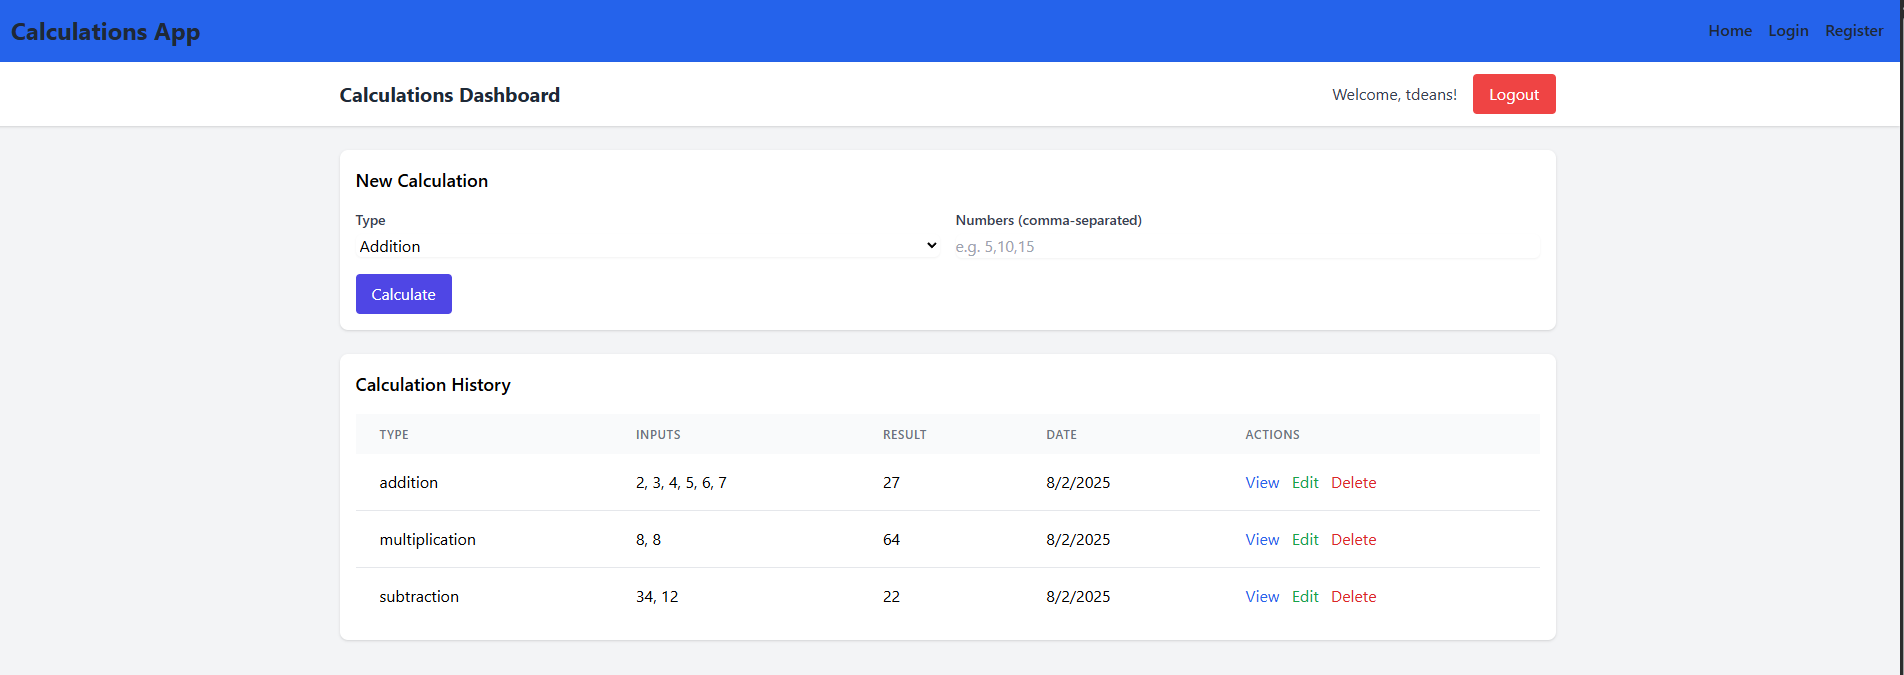 Calculations App
Home Login Register
Calculations Dashboard
Welcome, tdeans! Logout
New Calculation
Type
Addition
Numbers (comma-separated)
e.g. 5,10,15
Calculate
Calculation History
TYPE INPUTS RESULT DATE ACTIONS
addition 2, 3, 4, 5, 6, 7 27 8/2/2025 View Edit Delete
multiplication 8, 8 64 8/2/2025 View Edit Delete
subtraction 34, 12 22 8/2/2025 View Edit Delete